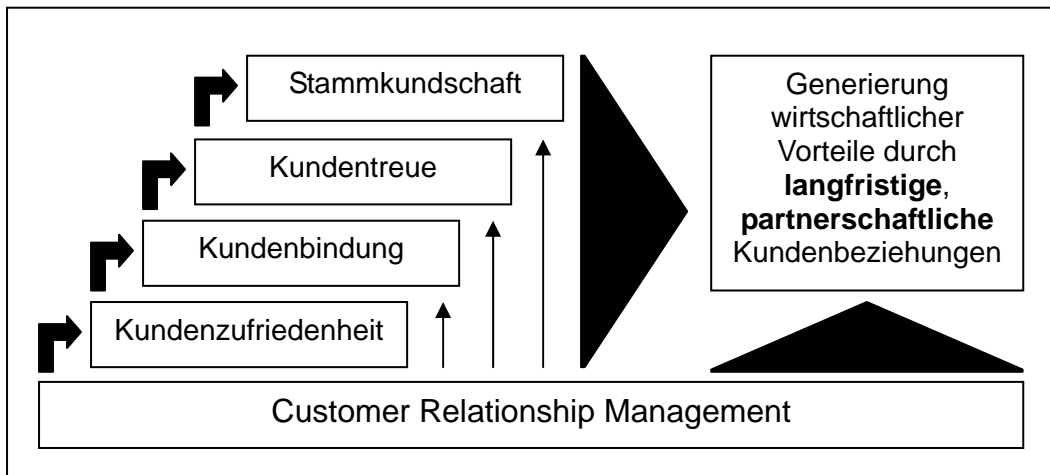 Stammkundschaft
Kundentreue
Kundenbindung
Kundenzufriedenheit
Generierung
wirtschaftlicher
Vorteile durch
langfristige,
partnerschaftliche
Kundenbeziehungen
Customer Relationship Management